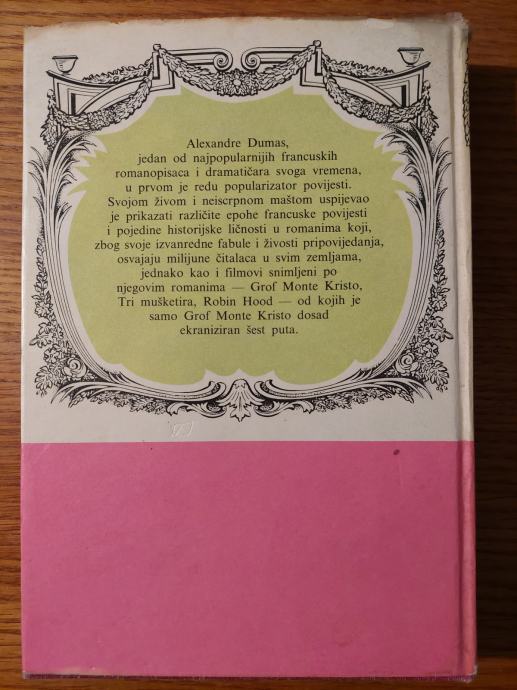 Alexandre Dumas,
jedan od najpopularnijih francuskih
romanopisaca i dramatičara svoga vremena,
u prvom je redu popularizator povijesti.
Svojom živom i neiscrpnom maštom uspijevao
je prikazati različite epohe francuske povijesti
i pojedine historijske ličnosti u romanima koji,
zbog svoje izvanredne fabule i živosti pripovijedanja,
osvajaju milijune čitalaca u svim zemljama,
jednako kao i filmovi snimljeni po
njegovim romanima — Grof Monte Kristo,
Tri mušketira, Robin Hood — od kojih je
samo Grof Monte Kristo dosad
ekraniziran šest puta.